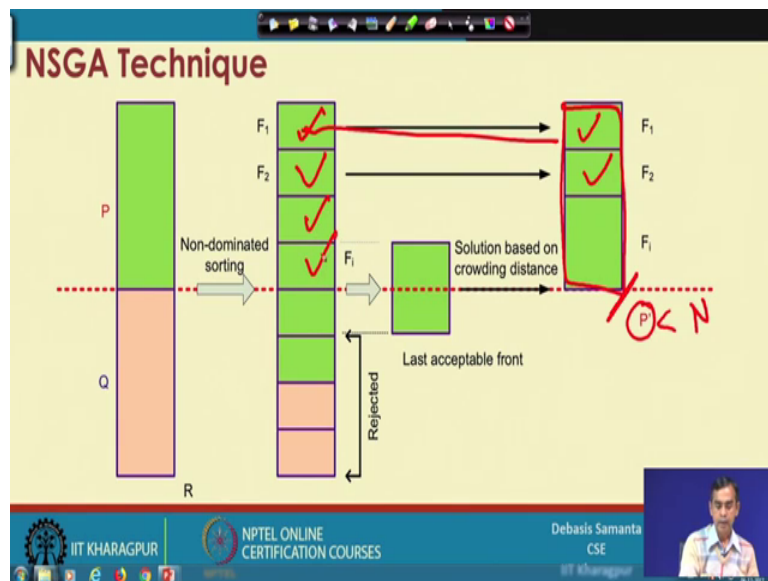 NSGA Technique
F1
F2
P
Non-dominated
sorting
Fi
Solution based on
crowding distance
F1
F2
Fi
P' < N
Q
Last acceptable front
Rejected
R
IIT KHARAGPUR
NPTEL ONLINE
CERTIFICATION COURSES
NPTEL
Debasis Samanta
CSE
IIT Kharagpur